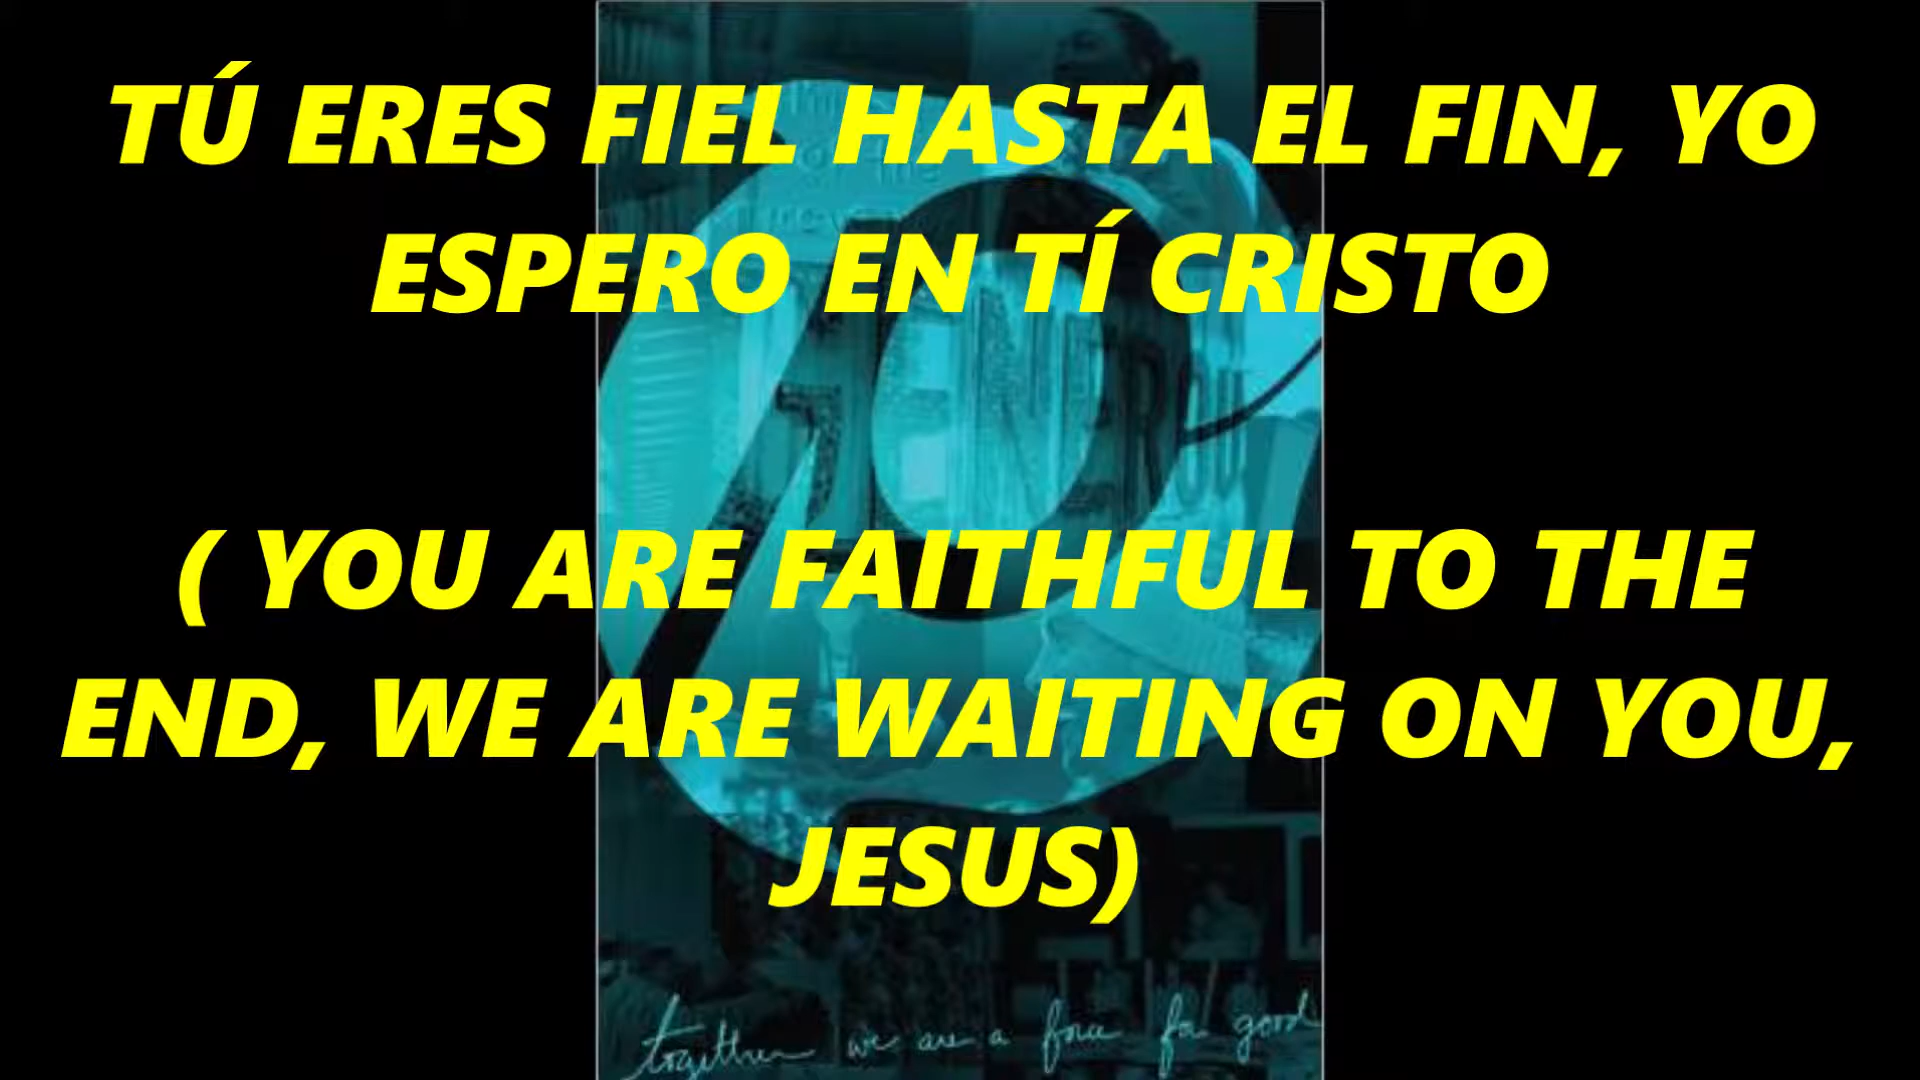 TÚ ERES FIEL HASTA EL FIN, YO
ESPERO EN TÍ CRISTO
( YOU ARE FAITHFUL TO THE
END, WE ARE WAITING ON YOU,
JESUS)
together we are a force for good